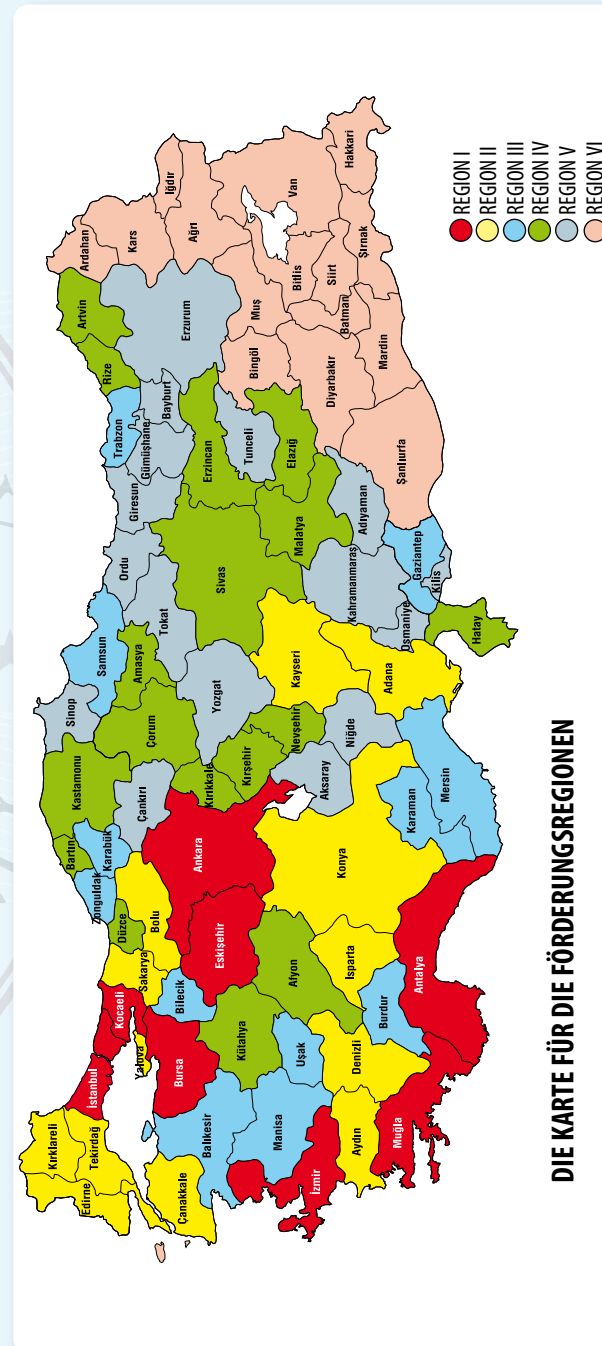 DIE KARTE FÜR DIE FÖRDERUNGSREGIONEN
Kırklareli
Edirne
Tekirdağ
İstanbul
Kocaeli
Yalova
Sakarya
Düzce
Bolu
Zonguldak
Bartın
Karabük
Kastamonu
Çankırı
Sinop
Samsun
Amasya
Çorum
Tokat
Ordu
Giresun
Gümüşhane
Trabzon
Bayburt
Rize
Artvin
Ardahan
Kars
Iğdır
Ağrı
Erzurum
Çanakkale
Balıkesir
Bursa
Bilecik
Eskişehir
Ankara
Kırıkkale
Kırşehir
Yozgat
Sivas
Erzincan
Tunceli
Bingöl
Muş
Bitlis
Van
Hakkari
Kütahya
Manisa
Uşak
Afyon
Nevşehir
Kayseri
Malatya
Elazığ
Diyarbakır
Batman
Siirt
Şırnak
Mardin
İzmir
Aydın
Denizli
Isparta
Burdur
Konya
Aksaray
Niğde
Adana
Kahramanmaraş
Adıyaman
Şanlıurfa
Muğla
Antalya
Karaman
Mersin
Osmaniye
Gaziantep
Kilis
Hatay
REGION I
REGION II
REGION III
REGION IV
REGION V
REGION VI